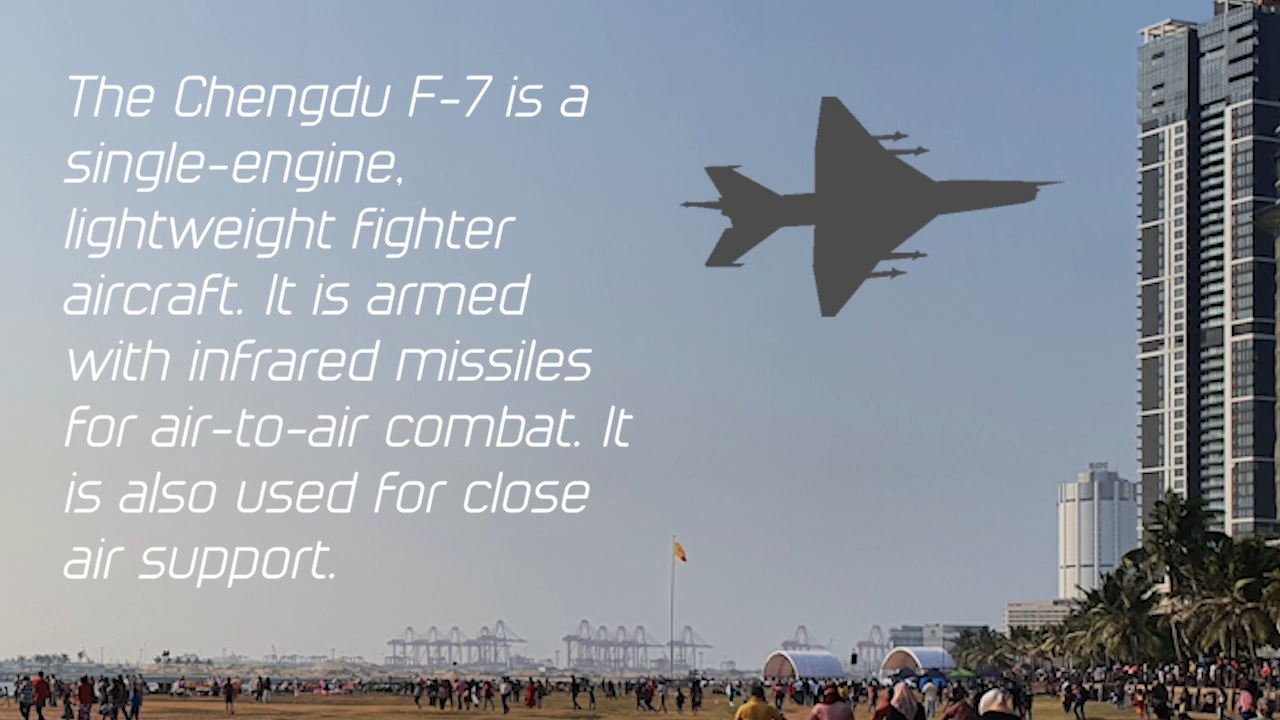 The Chengdu F-7 is a
single-engine,
lightweight fighter
aircraft. It is armed
with infrared missiles
for air-to-air combat. It
is also used for close
air support.
BOC